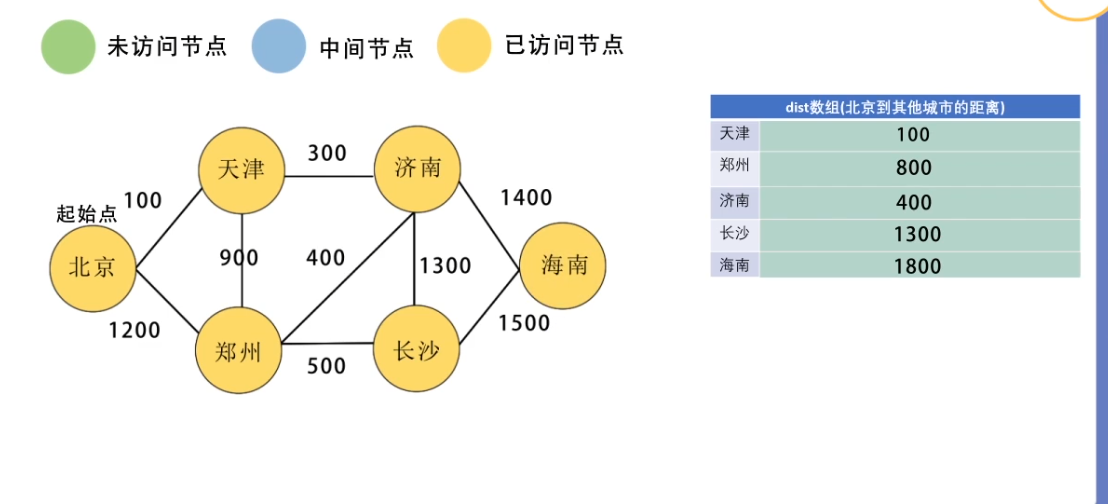 未访问节点
中间节点
已访问节点
dist数组(北京到其他城市的距离)
天津 100
郑州 800
济南 400
长沙 1300
海南 1800
天津
300
济南
起始点
100
1400
北京
900
400
1300
海南
1200
郑州
500
长沙
1500